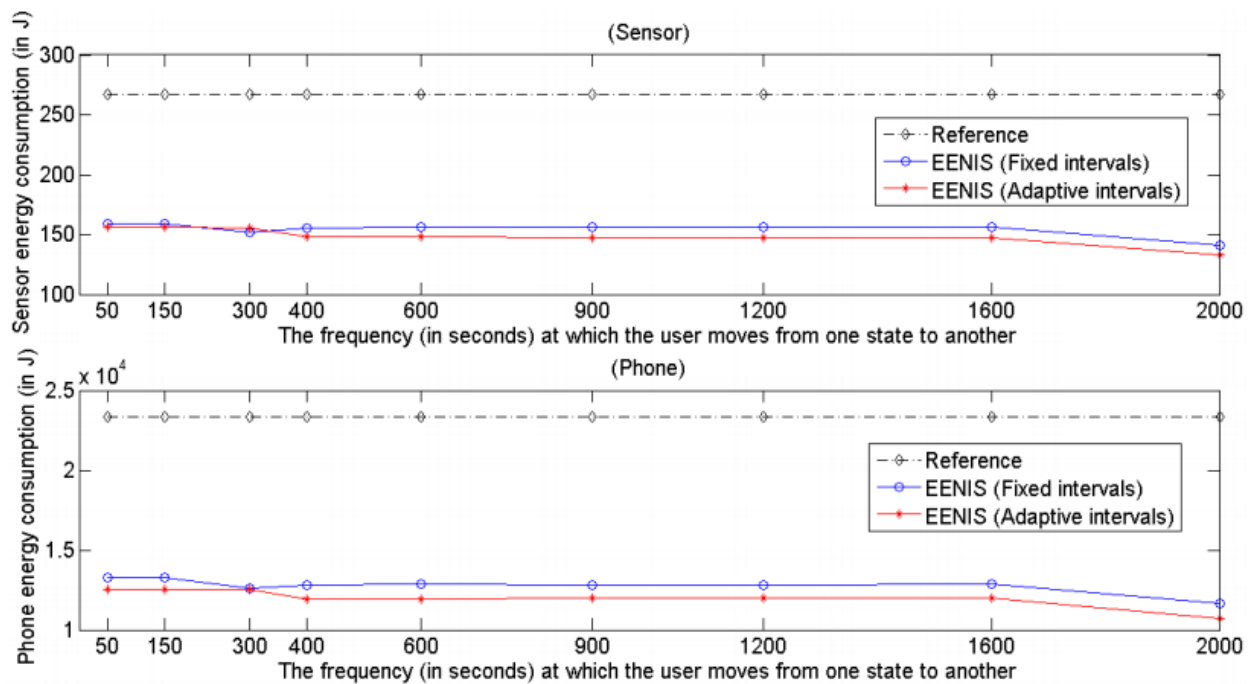 (Sensor)
Sensor energy consumption (in J)
300
250
200
150
100
Reference
EENIS (Fixed intervals)
EENIS (Adaptive intervals)
50 150 300 400 600 900 1200 1600 2000
The frequency (in seconds) at which the user moves from one state to another
(Phone)
Phone energy consumption (in J)
x 10^4
2.5
2
1.5
1
Reference
EENIS (Fixed intervals)
EENIS (Adaptive intervals)
50 150 300 400 600 900 1200 1600 2000
The frequency (in seconds) at which the user moves from one state to another